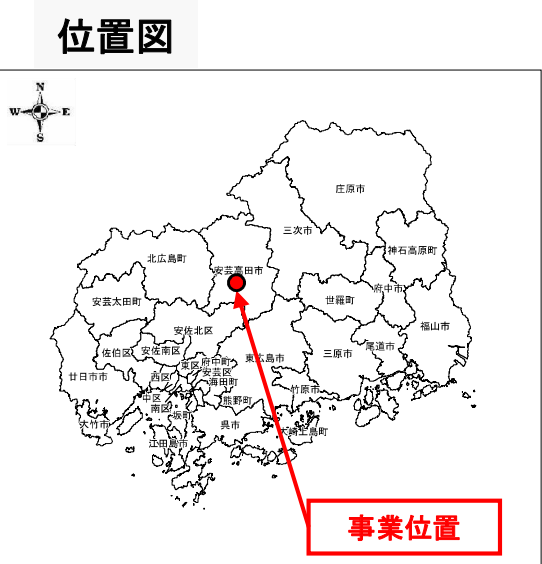 位置図
N
W E
S
庄原市
三次市
神石高原町
北広島町
安芸高田市
府中市
世羅町
安芸太田町
福山市
安佐北区
尾道市
安佐南区
佐伯区
東広島市
三原市
府中町
東区
安芸区
廿日市市
西区
海田町
竹原市
中区
熊野町
南区
坂町
大竹市
呉市
大崎上島町
江田島市
事業位置